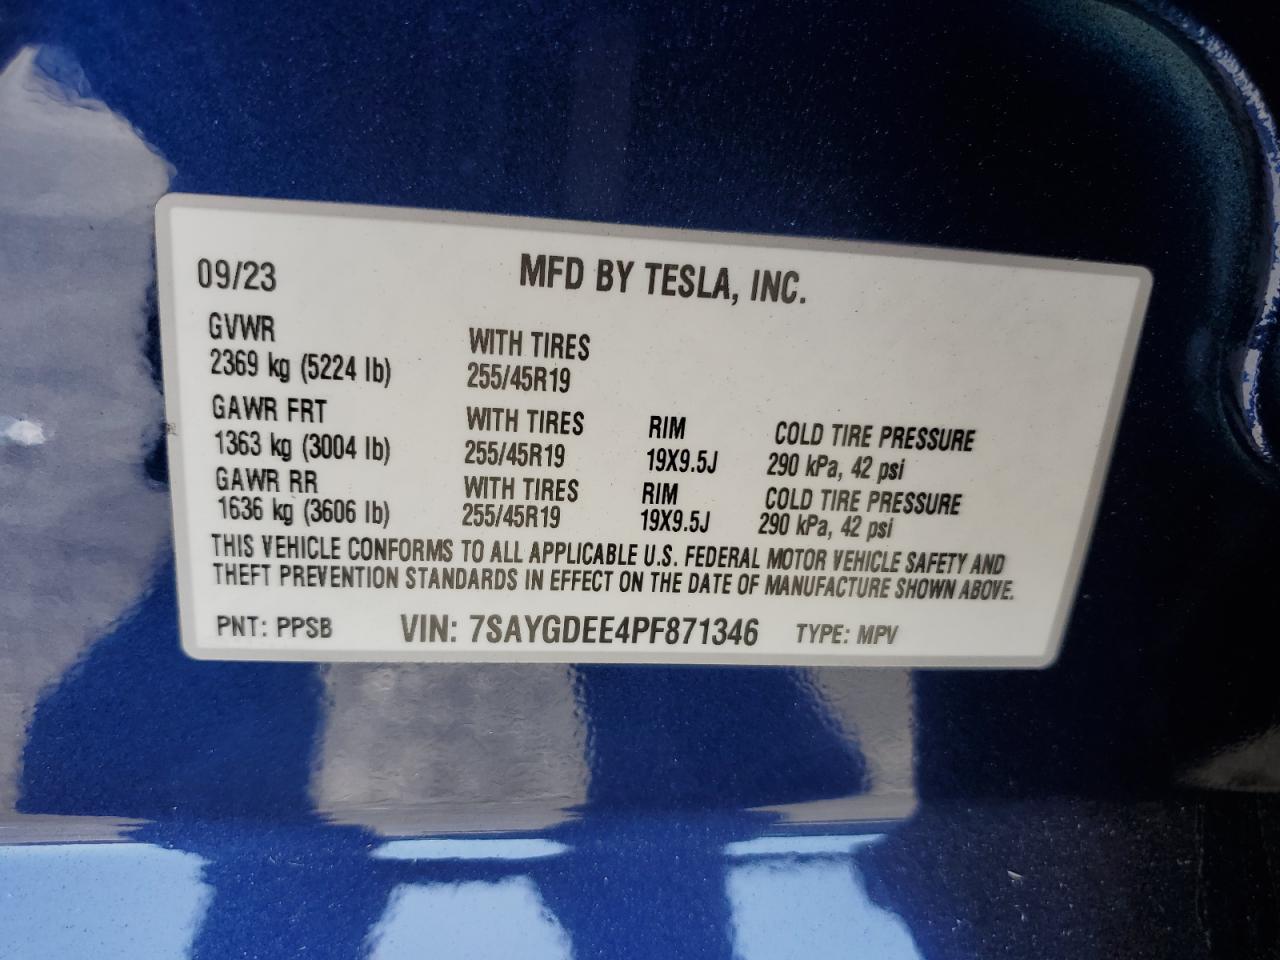 09/23 MFD BY TESLA, INC.
GVWR WITH TIRES
2369 kg (5224 lb) 255/45R19
GAWR FRT WITH TIRES RIM COLD TIRE PRESSURE
1363 kg (3004 lb) 255/45R19 19X9.5J 290 kPa, 42 psi
GAWR RR WITH TIRES RIM COLD TIRE PRESSURE
1636 kg (3606 lb) 255/45R19 19X9.5J 290 kPa, 42 psi
THIS VEHICLE CONFORMS TO ALL APPLICABLE U.S. FEDERAL MOTOR VEHICLE SAFETY AND
THEFT PREVENTION STANDARDS IN EFFECT ON THE DATE OF MANUFACTURE SHOWN ABOVE.
PNT: PPSB VIN: 7SAYGDEE4PF871346 TYPE: MPV